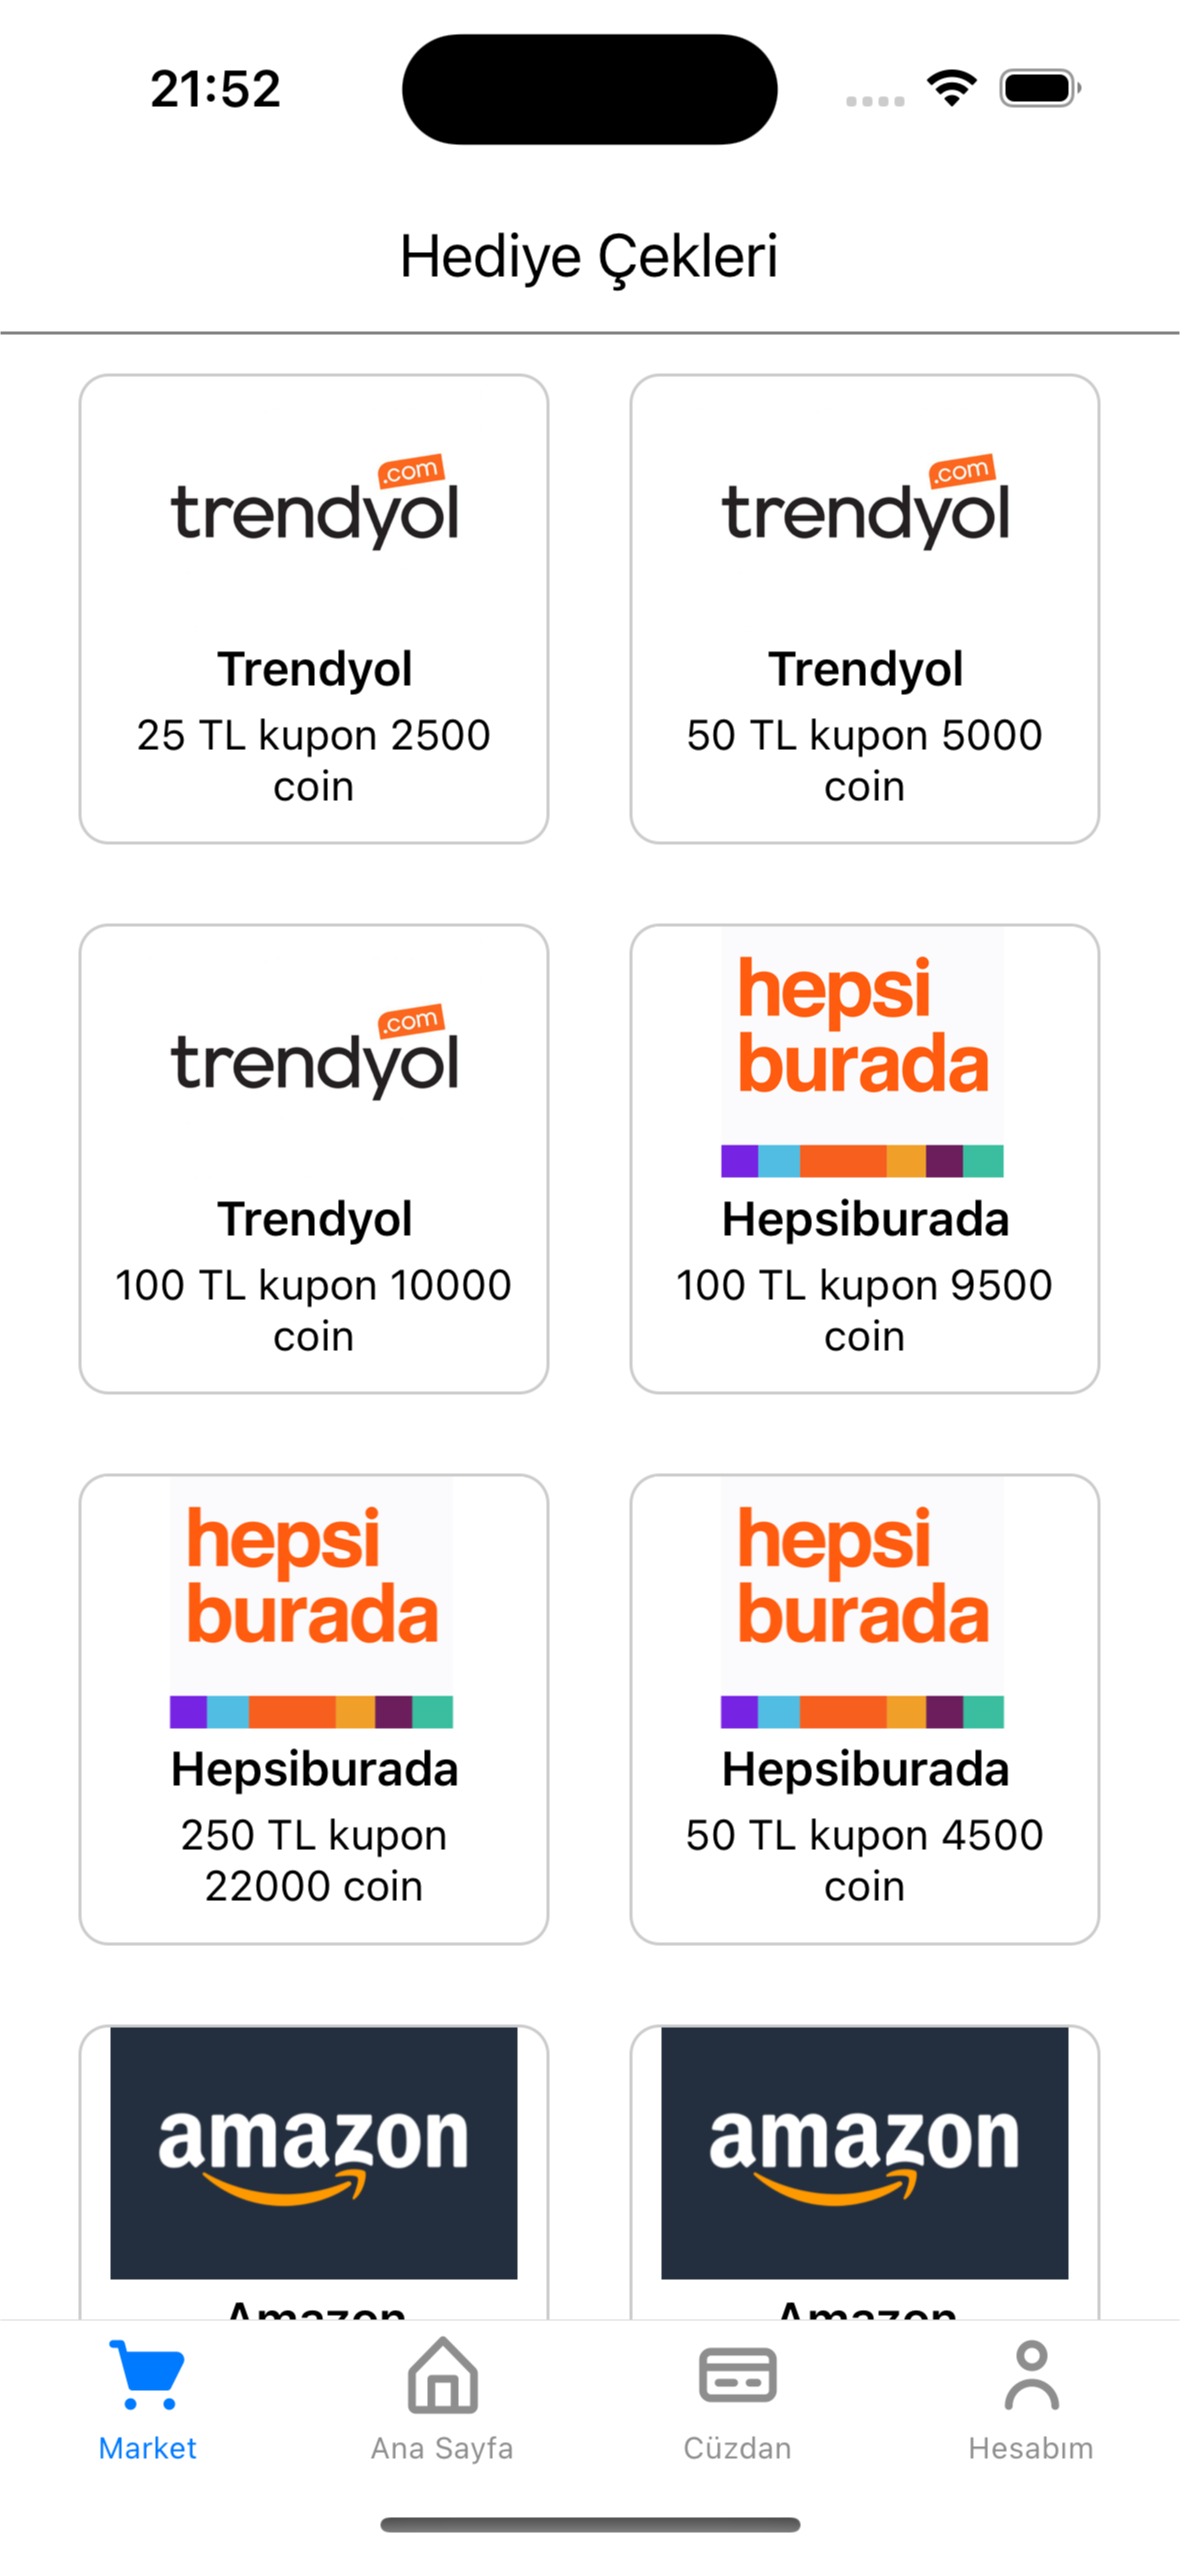 21:52
Hediye Çekleri
trendyol .com
trendyol .com
Trendyol
25 TL kupon 2500
coin
Trendyol
50 TL kupon 5000
coin
trendyol .com
hepsi
burada
Trendyol
100 TL kupon 10000
coin
Hepsiburada
100 TL kupon 9500
coin
hepsi
burada
Hepsiburada
250 TL kupon
22000 coin
hepsi
burada
Hepsiburada
50 TL kupon 4500
coin
amazon
Amazon
amazon
Amazon
Market
Ana Sayfa
Cüzdan
Hesabım